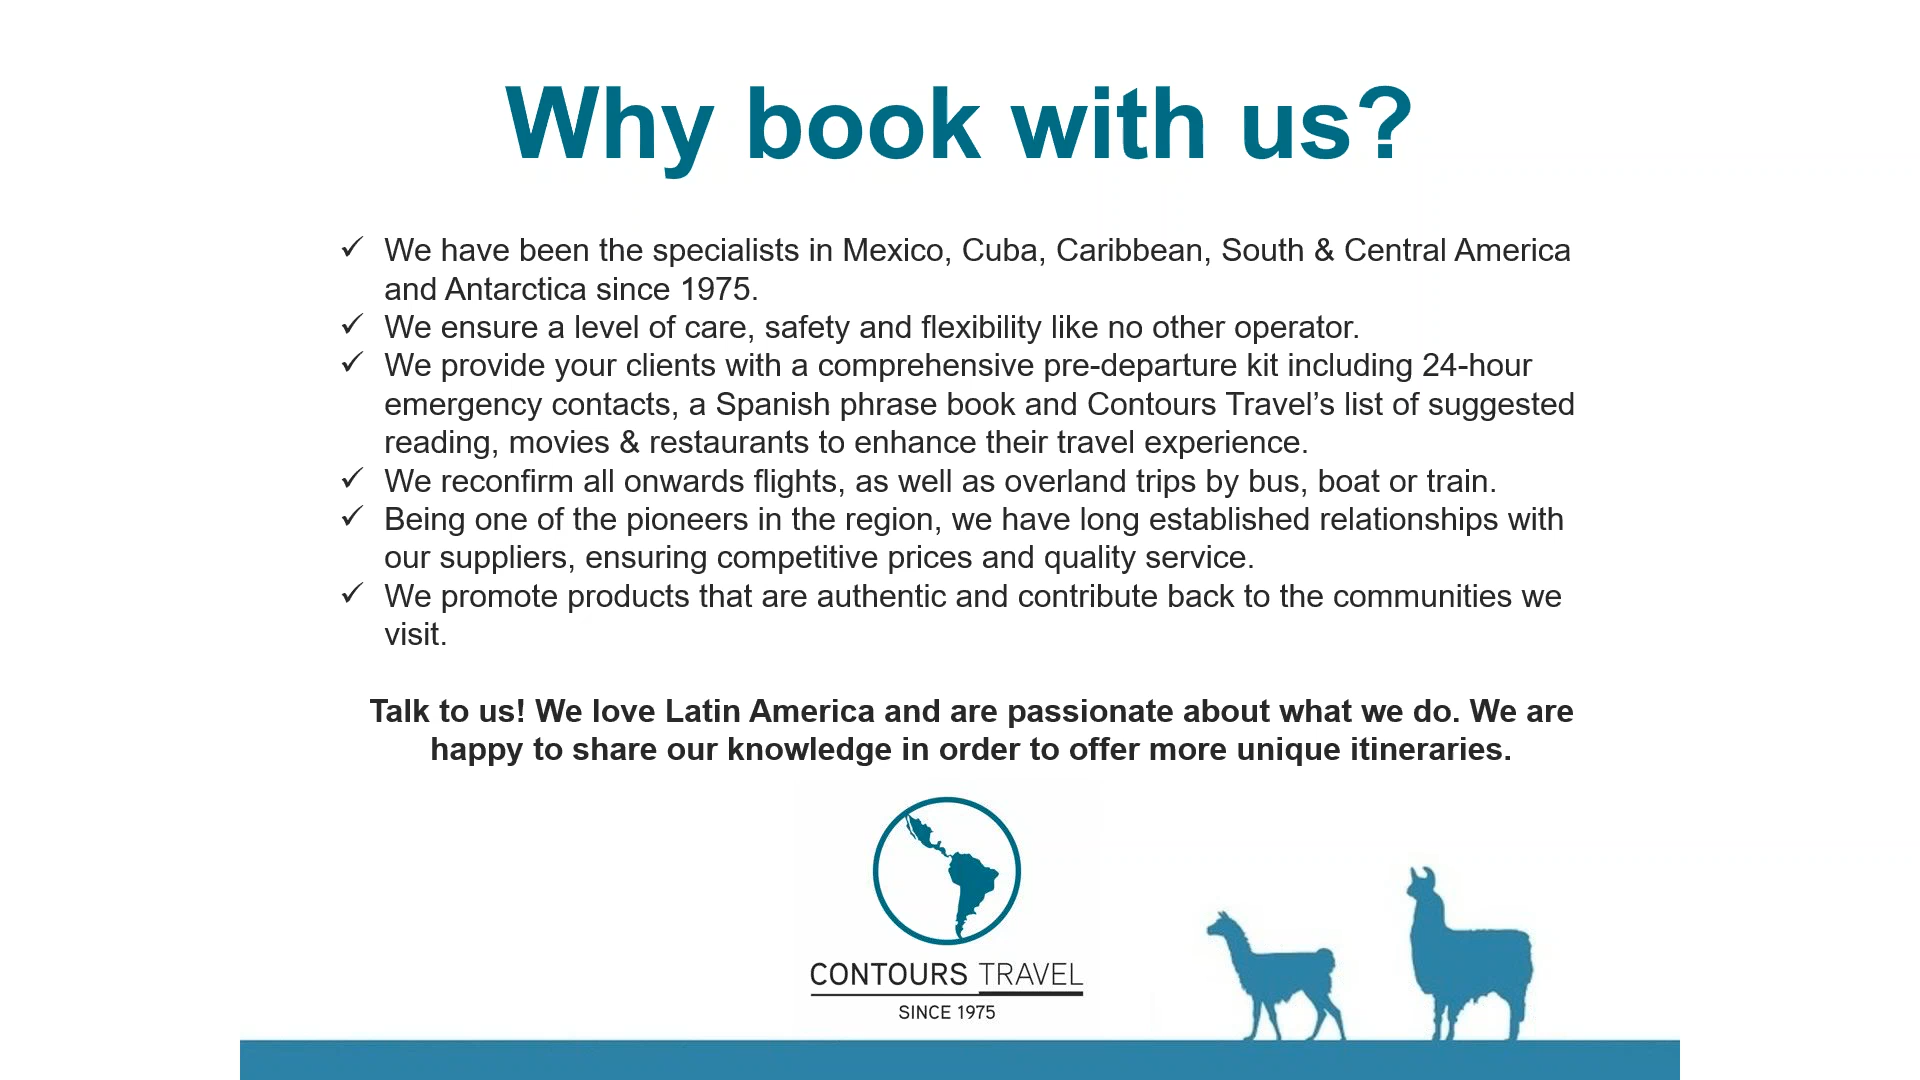 Why book with us?
✓ We have been the specialists in Mexico, Cuba, Caribbean, South & Central America
and Antarctica since 1975.
✓ We ensure a level of care, safety and flexibility like no other operator.
✓ We provide your clients with a comprehensive pre-departure kit including 24-hour
emergency contacts, a Spanish phrase book and Contours Travel’s list of suggested
reading, movies & restaurants to enhance their travel experience.
✓ We reconfirm all onwards flights, as well as overland trips by bus, boat or train.
✓ Being one of the pioneers in the region, we have long established relationships with
our suppliers, ensuring competitive prices and quality service.
✓ We promote products that are authentic and contribute back to the communities we
visit.
Talk to us! We love Latin America and are passionate about what we do. We are
happy to share our knowledge in order to offer more unique itineraries.
CONTOURS TRAVEL
SINCE 1975